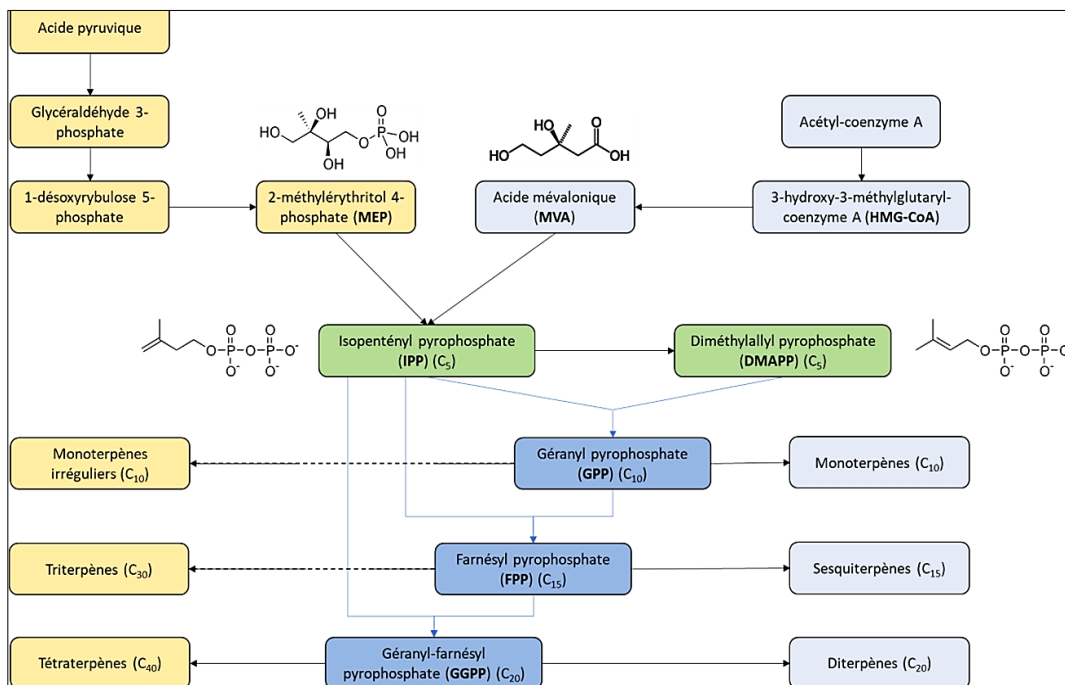 Acide pyruvique
Glycéraldéhyde 3-
phosphate
1-désoxyrybulose 5-
phosphate
HO
OH
OH
O
P
O
OH
OH
2-méthylérythritol 4-
phosphate (MEP)
HO
HO
O
OH
Acide mévalonique
(MVA)
Acétyl-coenzyme A
3-hydroxy-3-méthylglutaryl-
coenzyme A (HMG-CoA)
O O
O P O P O-
O- O-
Isopentényl pyrophosphate
(IPP) (C₅)
Diméthylallyl pyrophosphate
(DMAPP) (C₅)
O O
O P O P
O- O-
Monoterpènes
irréguliers (C₁₀)
Géranyl pyrophosphate
(GPP) (C₁₀)
Monoterpènes (C₁₀)
Triterpènes (C₃₀)
Farnésyl pyrophosphate
(FPP) (C₁₅)
Sesquiterpènes (C₁₅)
Tétraterpènes (C₄₀)
Géranyl-farnésyl
pyrophosphate (GGPP) (C₂₀)
Diterpènes (C₂₀)